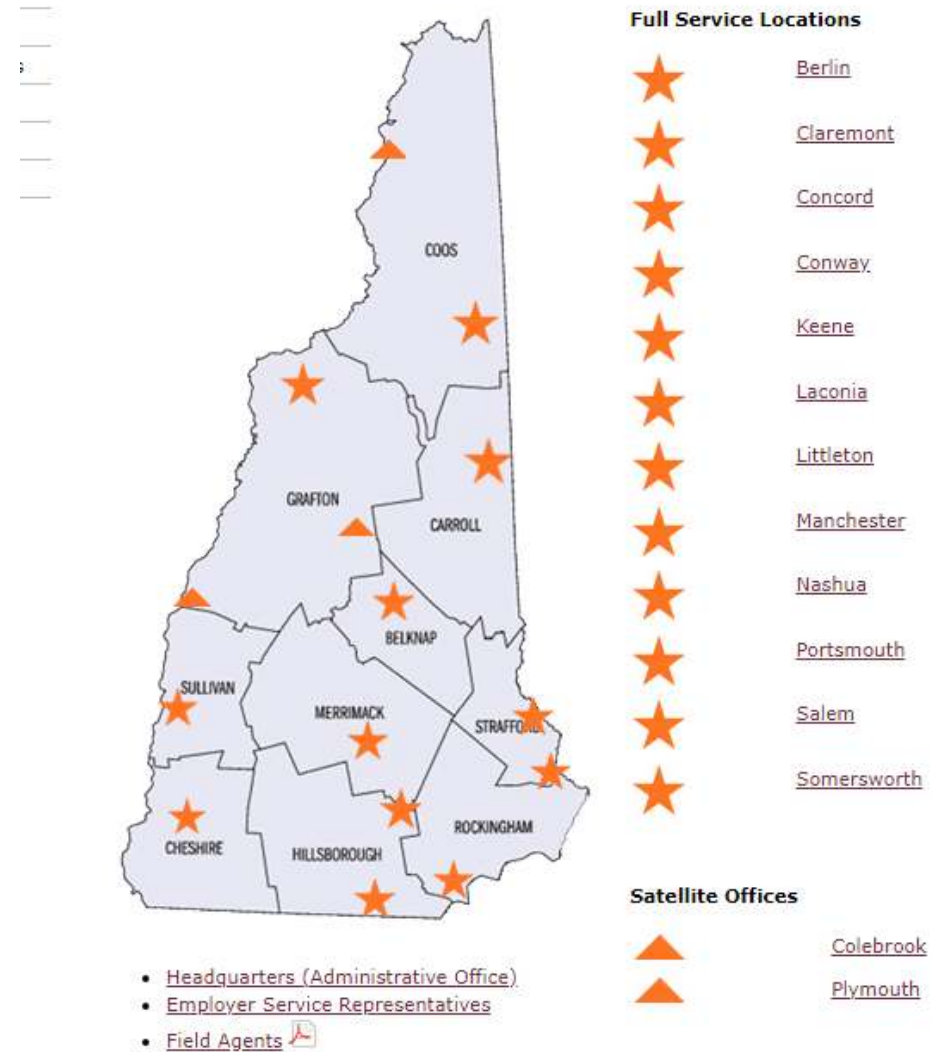 Full Service Locations
Berlin
Claremont
Concord
Conway
Keene
Laconia
Littleton
Manchester
Nashua
Portsmouth
Salem
Somersworth
Satellite Offices
Colebrook
Plymouth
COOS
GRAFTON
CARROLL
BELKNAP
SULLIVAN
MERRIMACK
STRAFFO
ROCKINGHAM
CHESHIRE
HILLSBOROUGH
• Headquarters (Administrative Office)
• Employer Service Representatives
• Field Agents